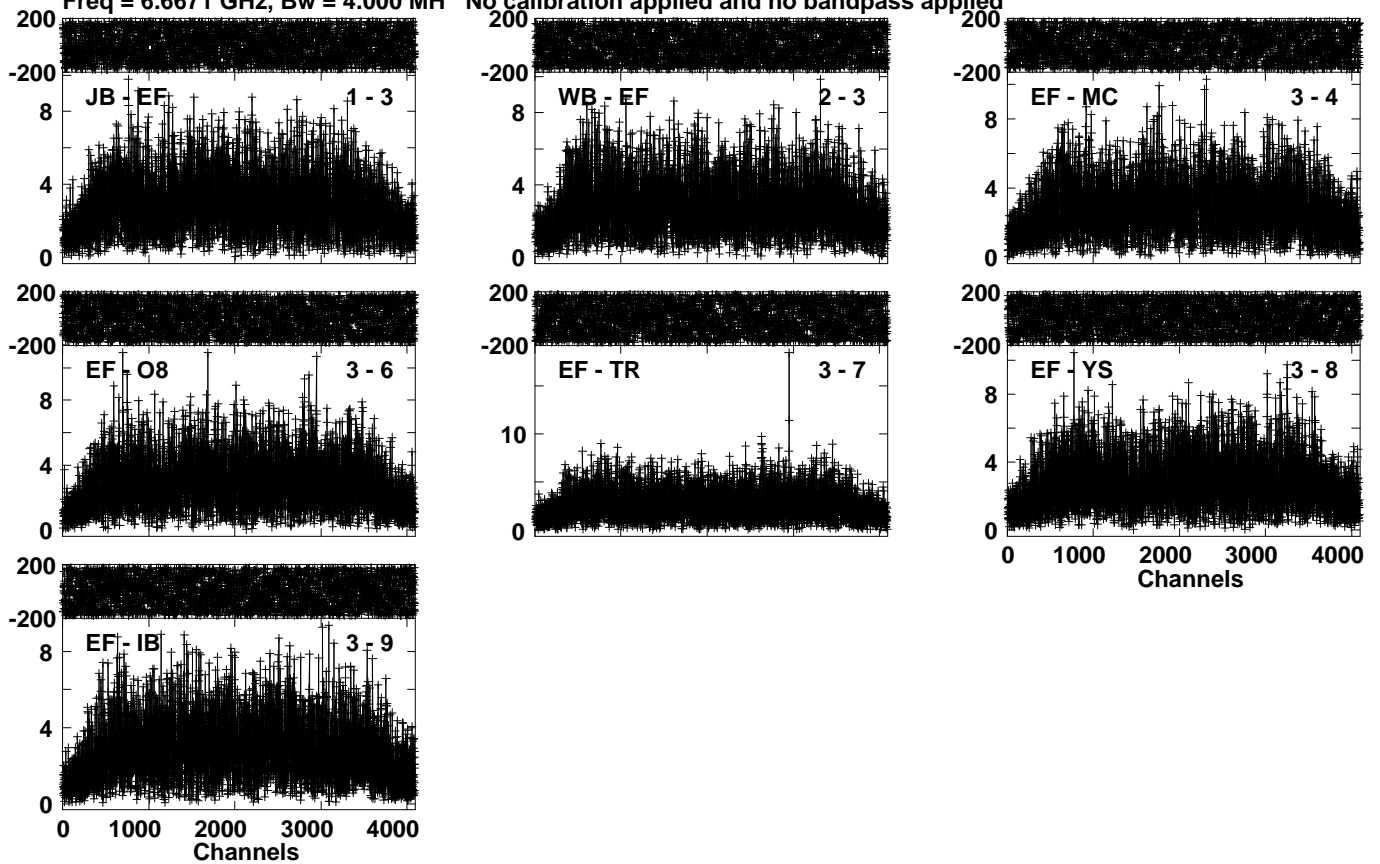 Freq = 6.6671 GHz, Bw = 4.000 MH No calibration applied and no bandpass applied
200 200 200
-200 -200 -200
JB - EF 1 - 3 WB - EF 2 - 3 EF - MC 3 - 4
8 8 8
4 4 4
0 0 0
200 200 200
-200 -200 -200
EF - O8 3 - 6 EF - TR 3 - 7 EF - YS 3 - 8
8 10 8
4 4
0 0 0
0 1000 2000 3000 4000
Channels
200
-200
EF - IB 3 - 9
8
4
0
0 1000 2000 3000 4000
Channels